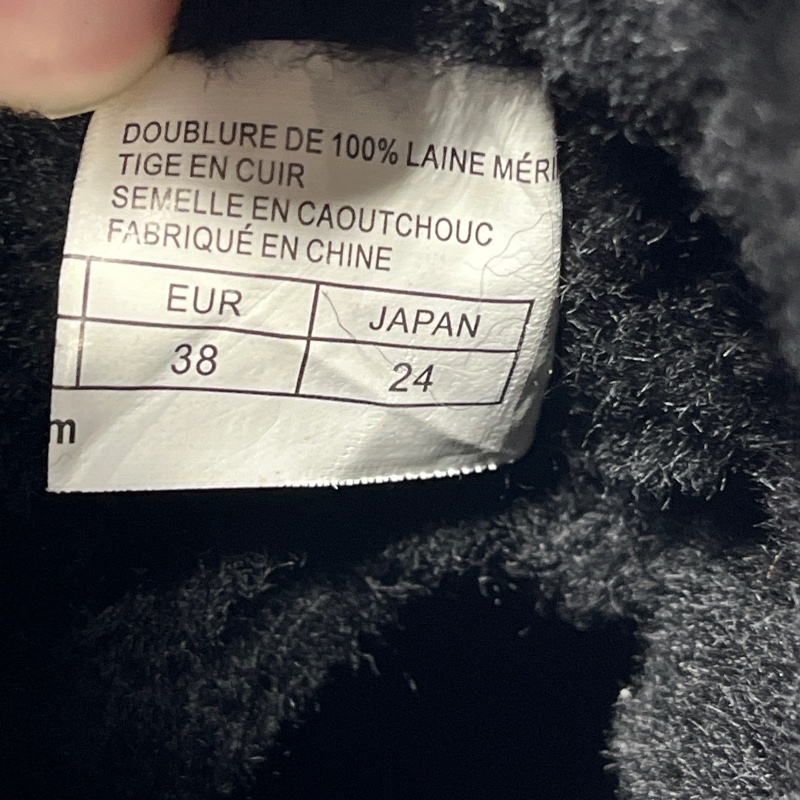 DOUBLURE DE 100% LAINE MÉRI
TIGE EN CUIR
SEMELLE EN CAOUTCHOUC
FABRIQUÉ EN CHINE
EUR JAPAN
38 24
m